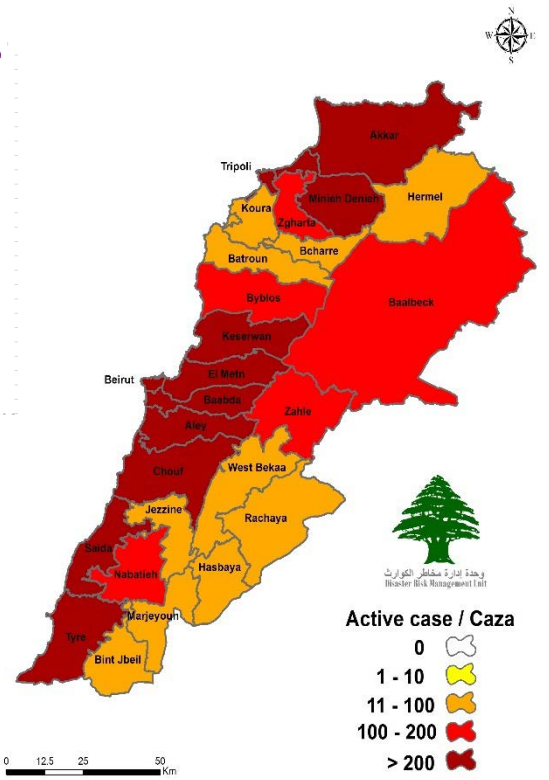 N
W
E
S
Akkar
Tripoli
Minieh Denieh
Hermel
Koura
Zgharta
Bcharre
Batroun
Byblos
Baalbeck
Keserwan
El Metn
Beirut
Baabda
Zahle
Aley
West Bekaa
Chouf
Jezzine
Rachaya
Saida
Hasbaya
Nabatieh
Marjeyoun
Tyre
Bint Jbeil
وحدة إدارة مخاطر الكوارث
Disaster Risk Management Unit
Active case / Caza
0
1 - 10
11 - 100
100 - 200
> 200
0 12.5 25 50
Km